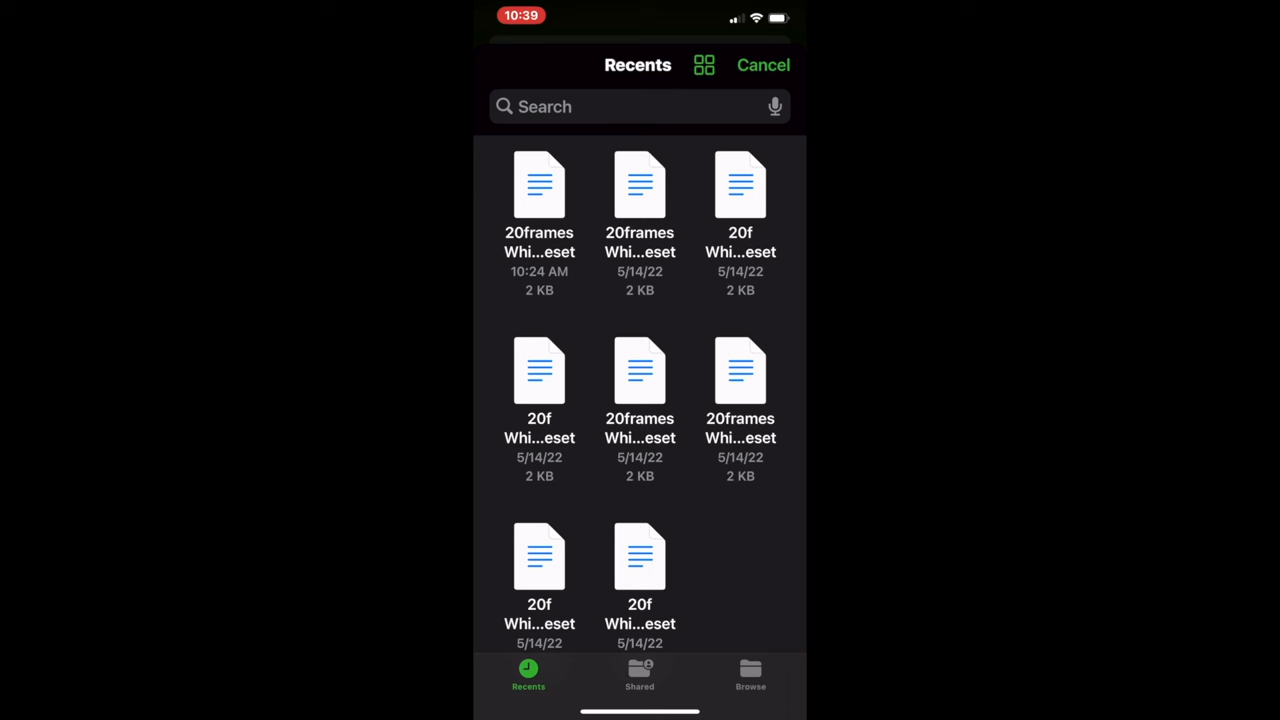 10:39
Recents
Cancel
Search
20frames
Whi...eset
10:24 AM
2 KB
20frames
Whi...eset
5/14/22
2 KB
20f
Whi...eset
5/14/22
2 KB
20f
Whi...eset
5/14/22
2 KB
20frames
Whi...eset
5/14/22
2 KB
20frames
Whi...eset
5/14/22
2 KB
20f
Whi...eset
5/14/22
20f
Whi...eset
5/14/22
Recents
Shared
Browse